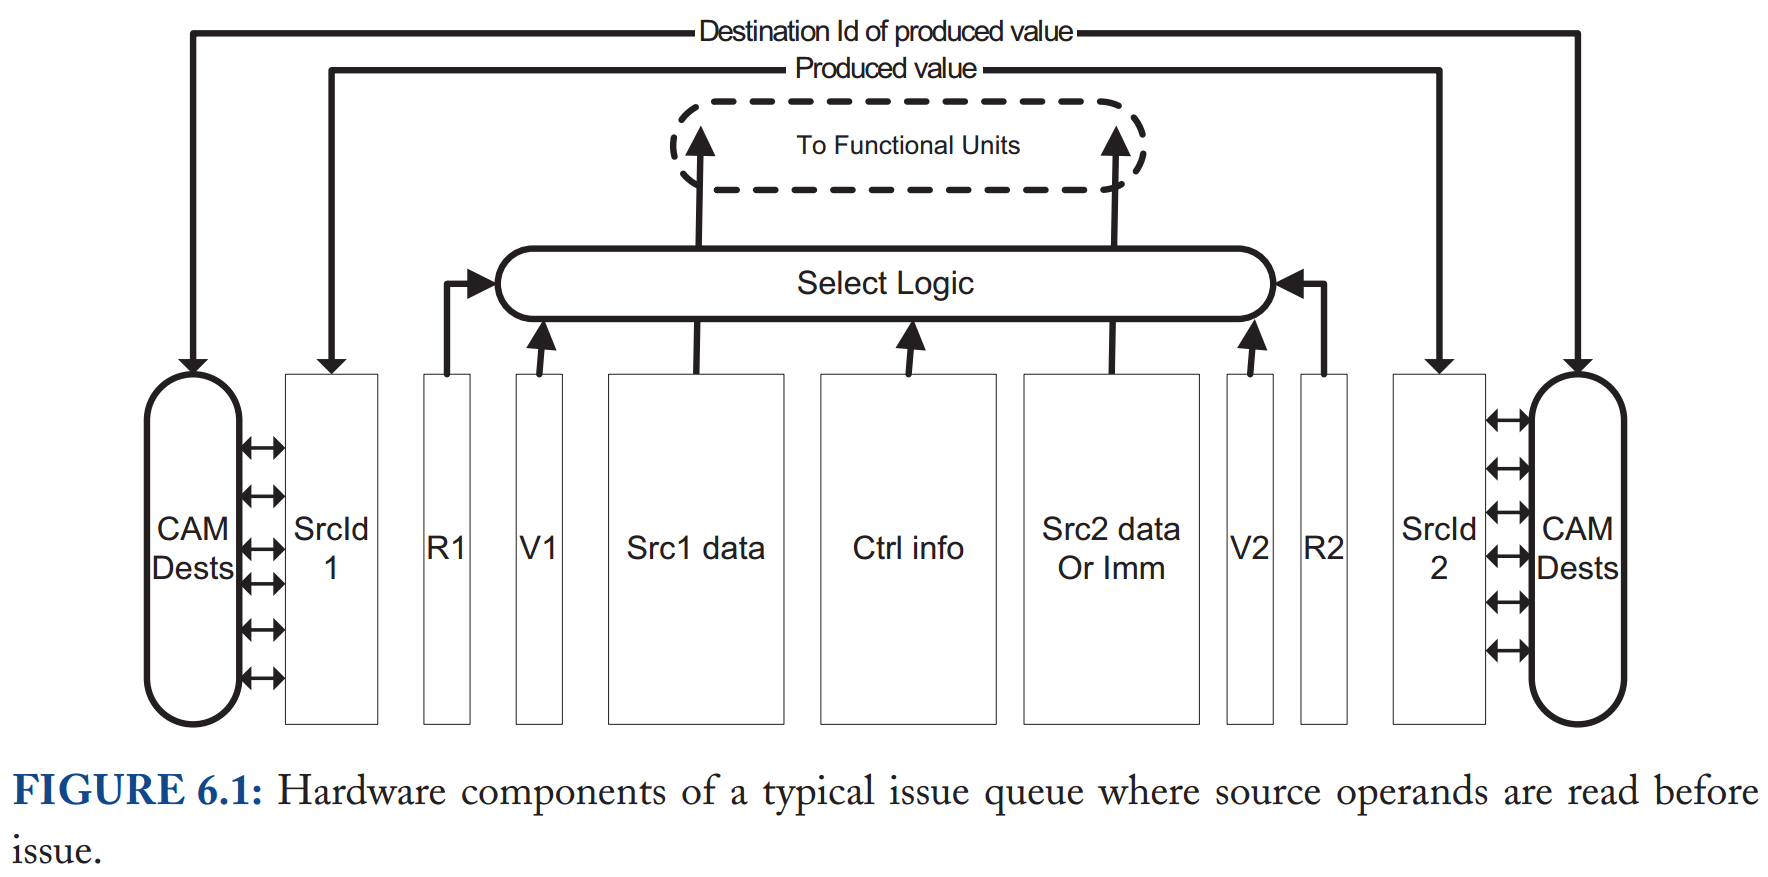 Destination Id of produced value
Produced value
To Functional Units
Select Logic
CAM
Dests
SrcId
1
R1
V1
Src1 data
Ctrl info
Src2 data
Or Imm
V2
R2
SrcId
2
CAM
Dests
FIGURE 6.1: Hardware components of a typical issue queue where source operands are read before
issue.